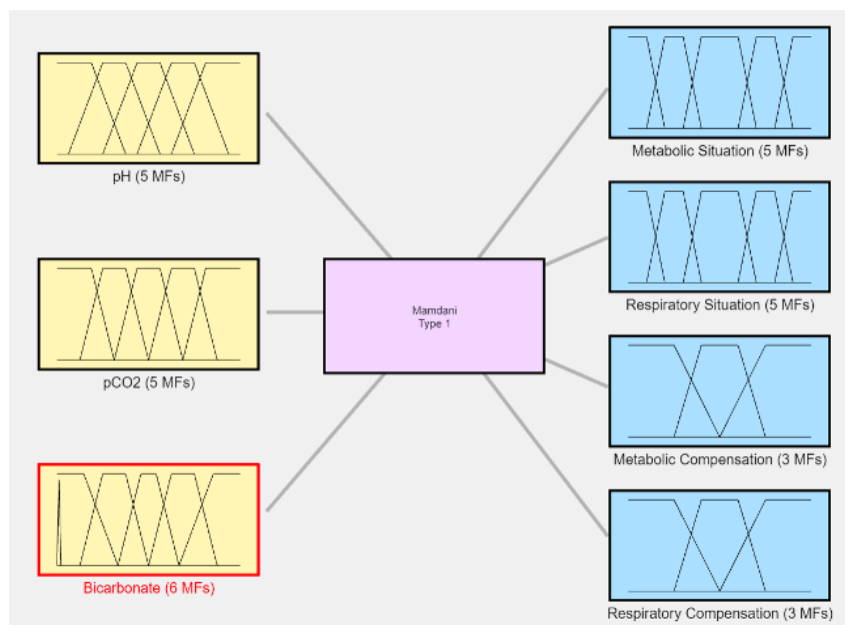 pH (5 MFs)
pCO2 (5 MFs)
Bicarbonate (6 MFs)
Mamdani
Type 1
Metabolic Situation (5 MFs)
Respiratory Situation (5 MFs)
Metabolic Compensation (3 MFs)
Respiratory Compensation (3 MFs)